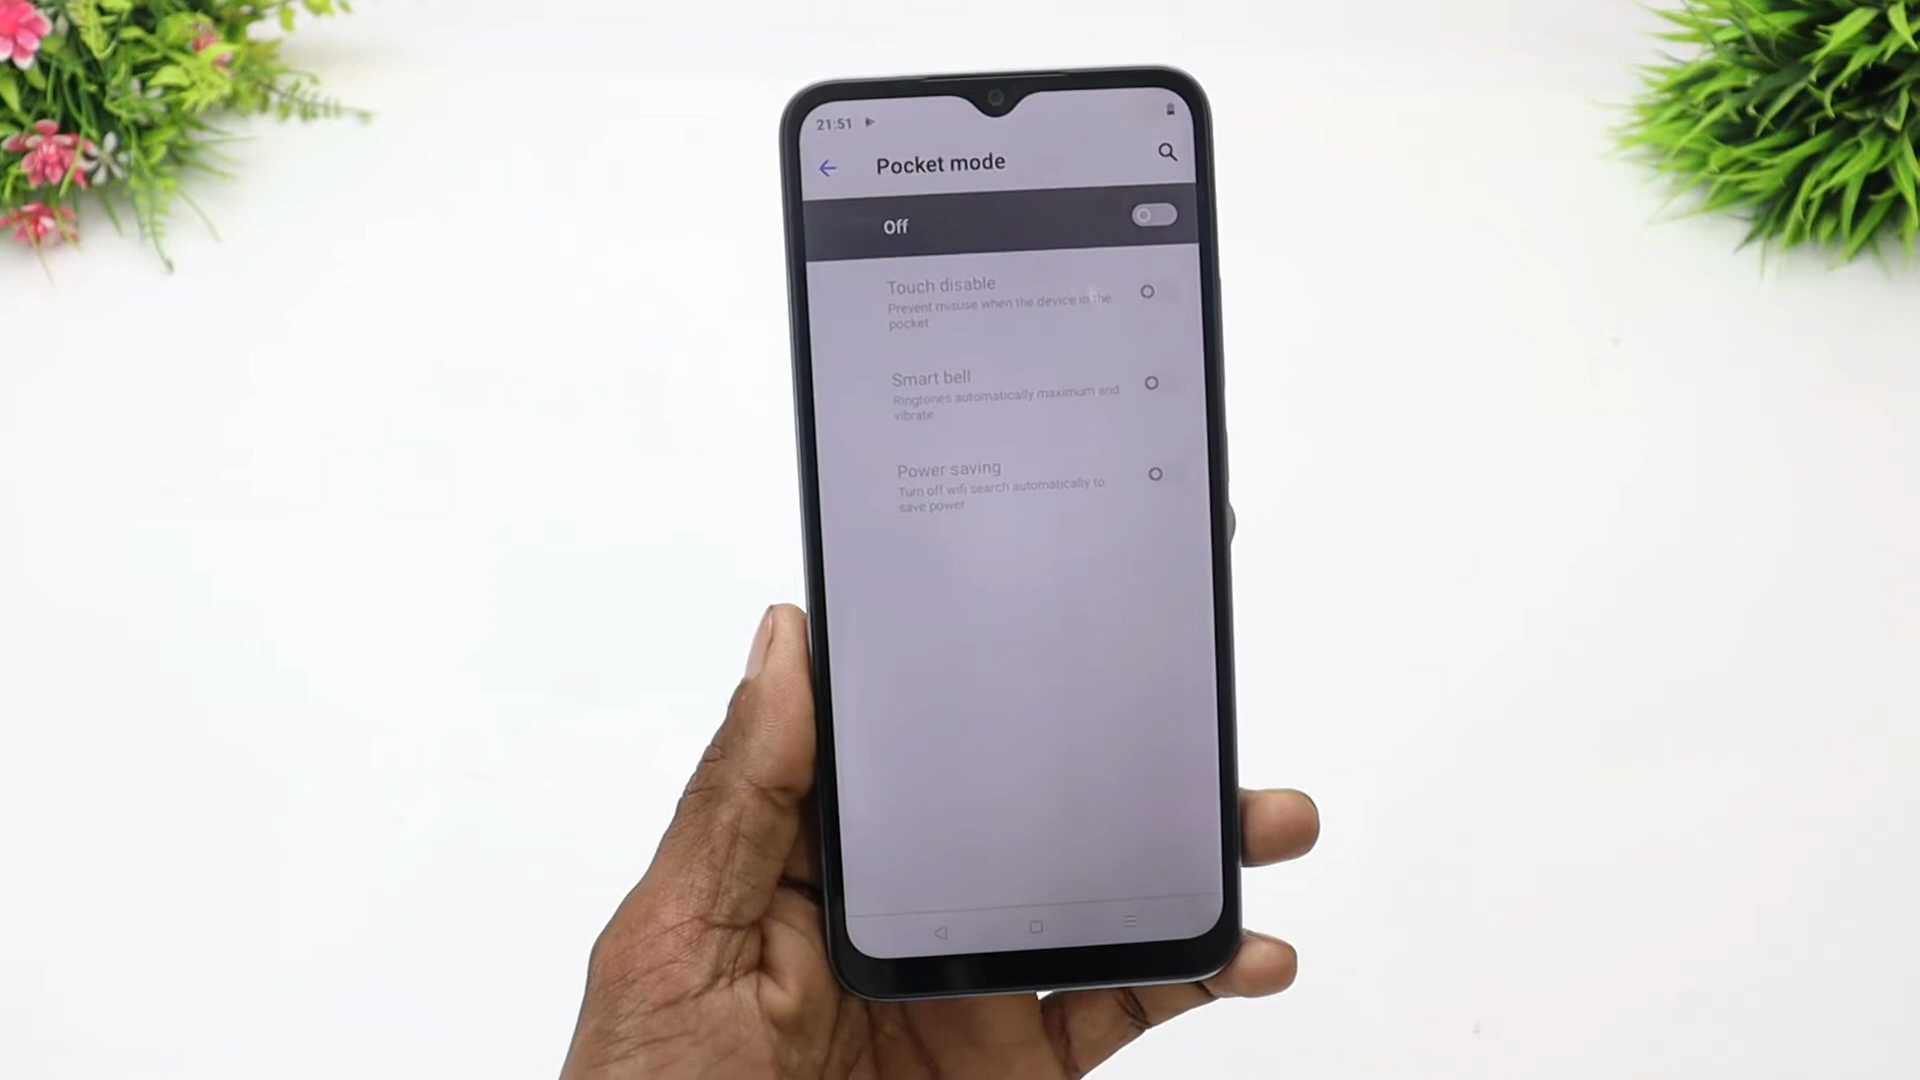 21:51
Pocket mode
Off
Touch disable
Prevent misuse when the device in the
pocket
Smart bell
Ringtones automatically maximum and
vibrate
Power saving
Turn off wifi search automatically to
save power